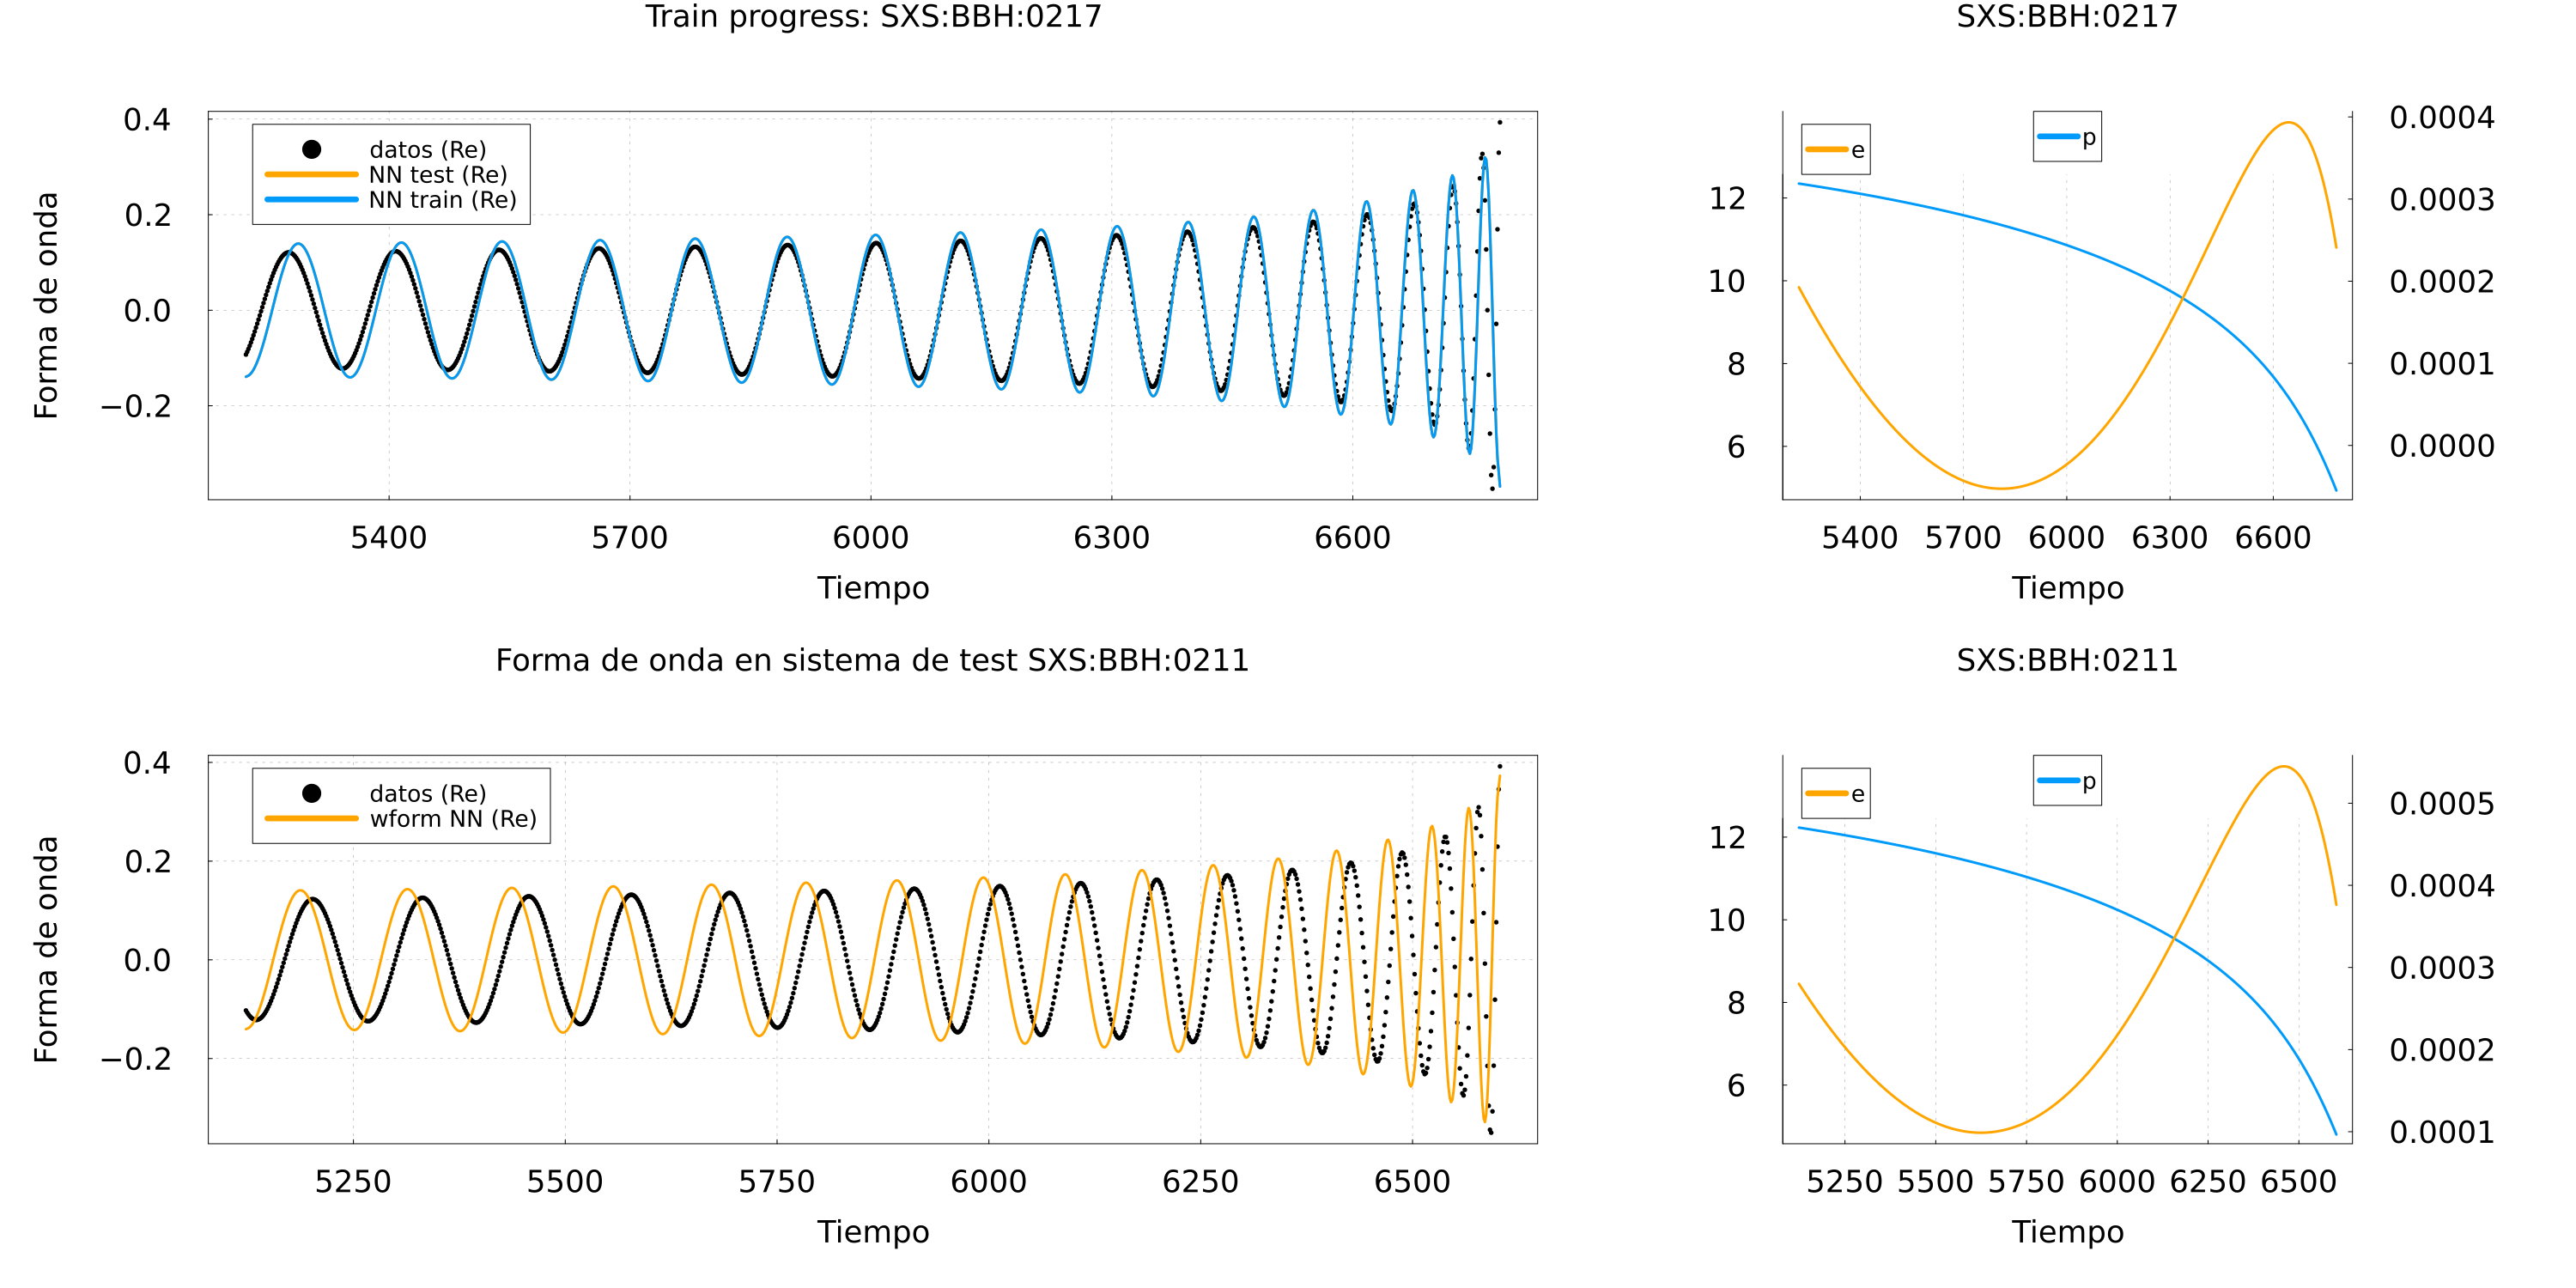 Train progress: SXS:BBH:0217
datos (Re)
NN test (Re)
NN train (Re)
0.4
0.2
0.0
−0.2
Forma de onda
5400 5700 6000 6300 6600
Tiempo
SXS:BBH:0217
e
p
12
10
8
6
0.0004
0.0003
0.0002
0.0001
0.0000
5400 5700 6000 6300 6600
Tiempo
Forma de onda en sistema de test SXS:BBH:0211
datos (Re)
wform NN (Re)
0.4
0.2
0.0
−0.2
Forma de onda
5250 5500 5750 6000 6250 6500
Tiempo
SXS:BBH:0211
e
p
12
10
8
6
0.0005
0.0004
0.0003
0.0002
0.0001
5250 5500 5750 6000 6250 6500
Tiempo